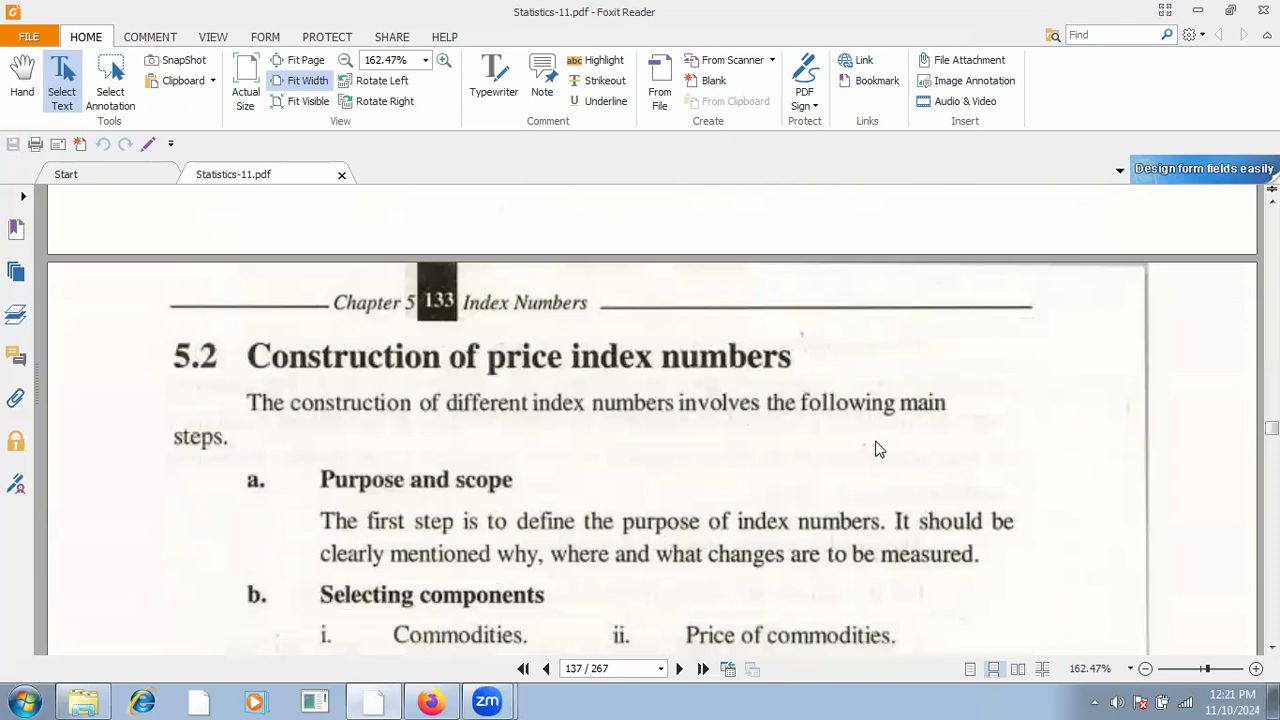 Statistics-11.pdf - Foxit Reader
FILE HOME COMMENT VIEW FORM PROTECT SHARE HELP
Find
Hand
Select Text
Select Annotation
SnapShot
Clipboard
Tools
Actual Size
Fit Page
Fit Width
Fit Visible
162.47%
Rotate Left
Rotate Right
View
Typewriter
Note
Highlight
Strikeout
Underline
Comment
From File
From Scanner
Blank
From Clipboard
Create
PDF Sign
Protect
Link
Bookmark
Links
File Attachment
Image Annotation
Audio & Video
Insert
Start
Statistics-11.pdf
Design form fields easily
Chapter 5 133 Index Numbers
5.2 Construction of price index numbers
The construction of different index numbers involves the following main
steps.
a. Purpose and scope
The first step is to define the purpose of index numbers. It should be
clearly mentioned why, where and what changes are to be measured.
b. Selecting components
i. Commodities. ii. Price of commodities.
137 / 267
162.47%
zm
12:21 PM
11/10/2024